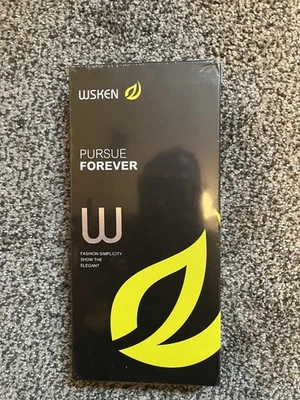 WSKEN
PURSUE
FOREVER
W
FASHION SIMPLICITY
SHOW THE
ELEGANT